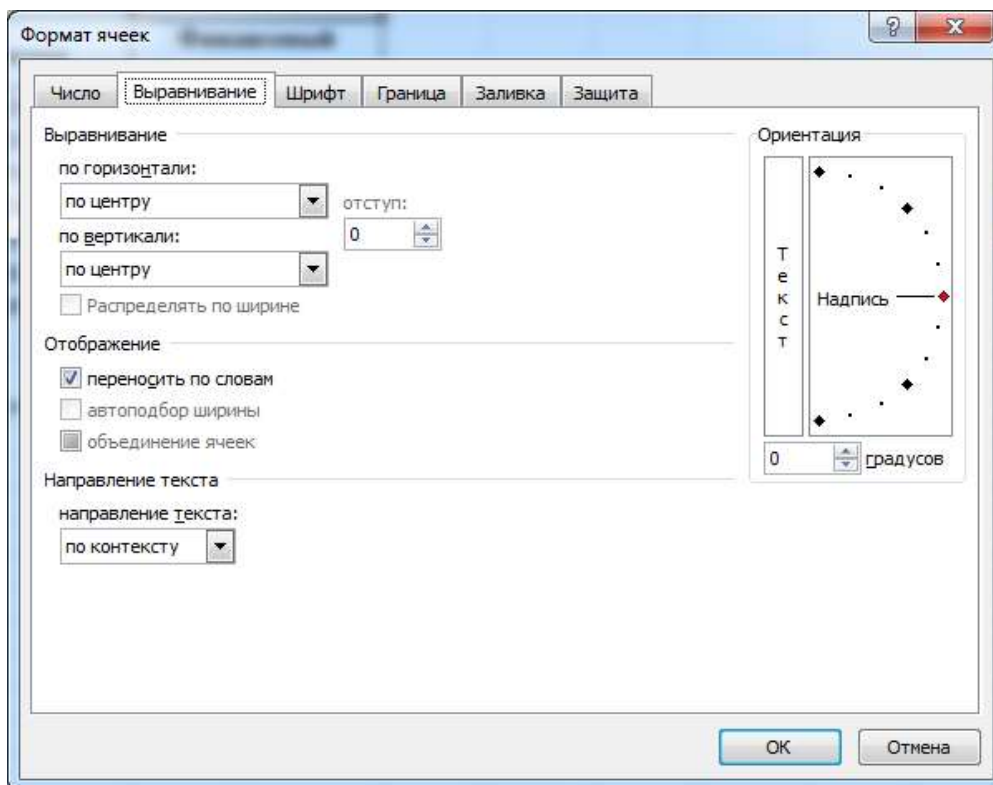 Формат ячеек
Число Выравнивание Шрифт Граница Заливка Защита
Выравнивание
по горизонтали:
по центру
отступ:
0
по вертикали:
по центру
Распределять по ширине
Отображение
переносить по словам
автоподбор ширины
объединение ячеек
Направление текста
направление текста:
по контексту
Ориентация
Текст
Надпись
0 градусов
ОК Отмена